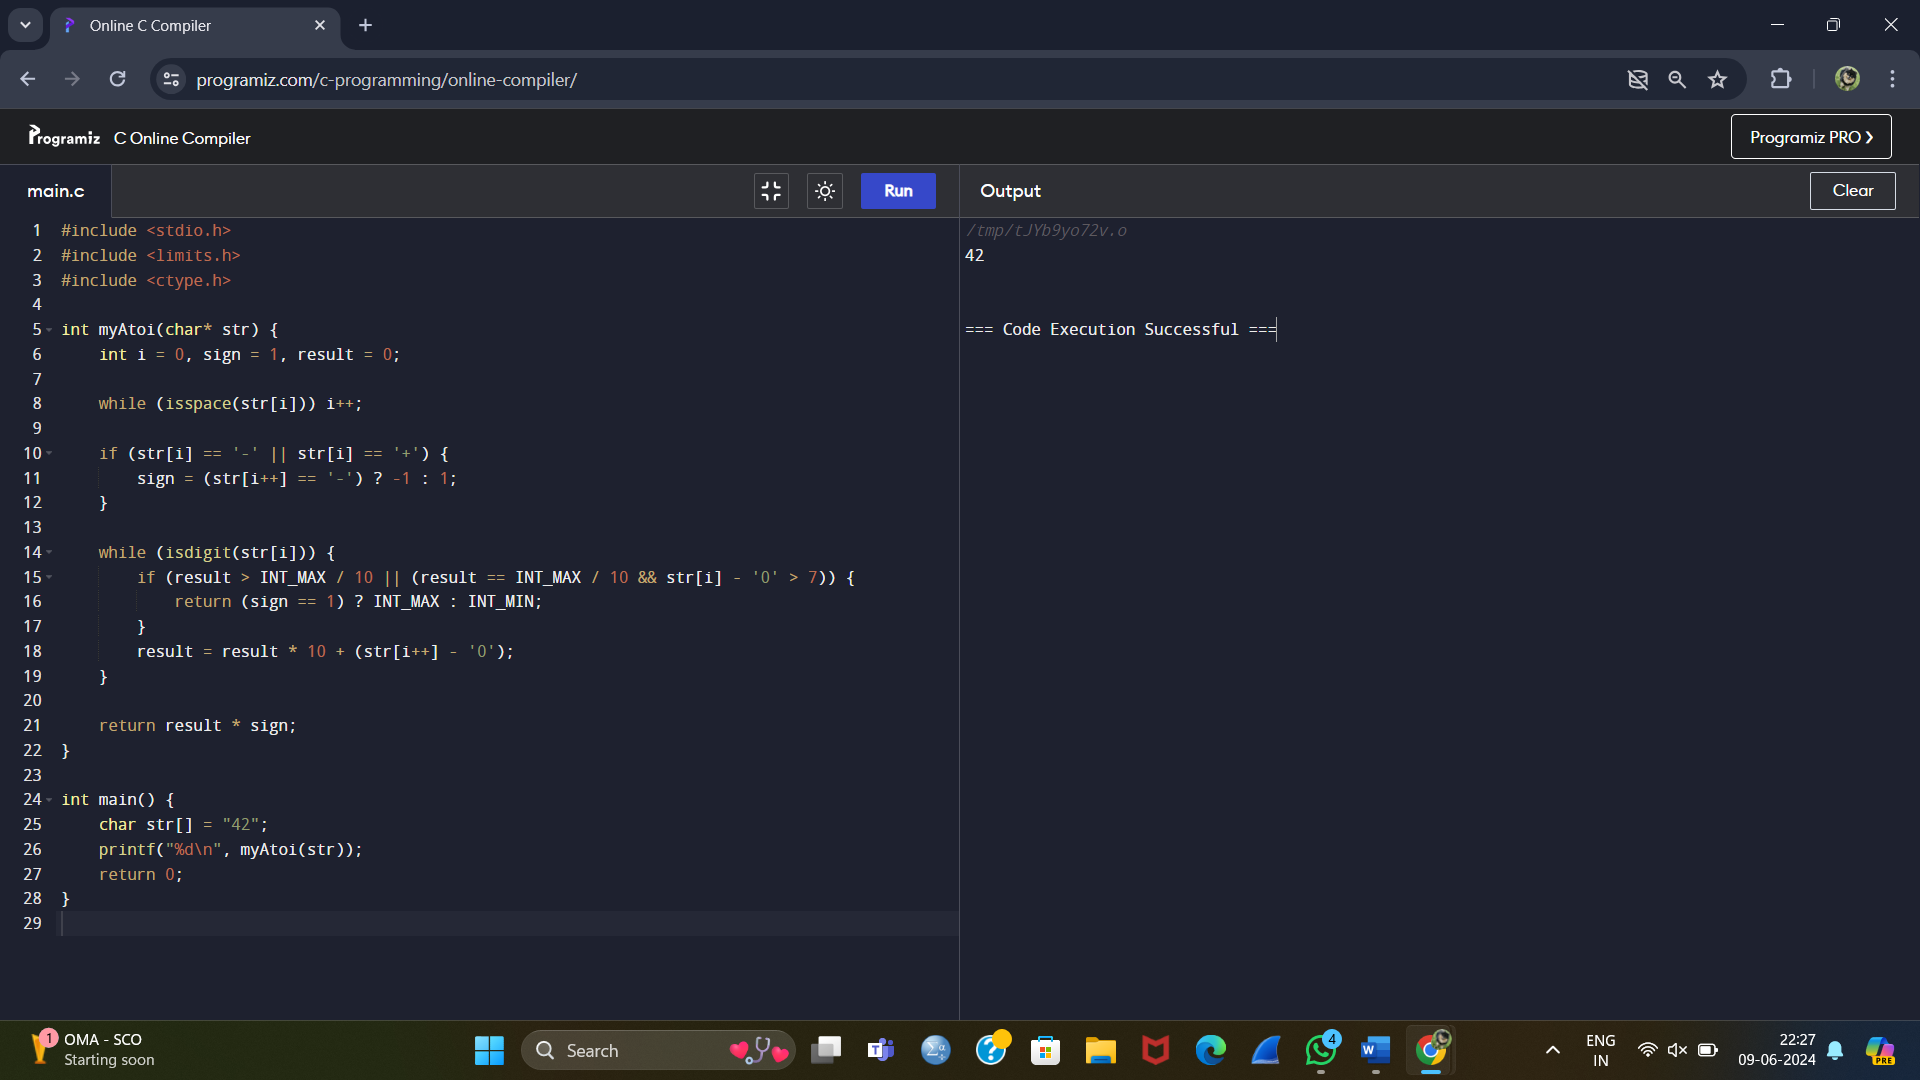 Online C Compiler
programiz.com/c-programming/online-compiler/
Programiz C Online Compiler
Programiz PRO ❯
main.c
Run
Output
Clear
1 #include <stdio.h>
2 #include <limits.h>
3 #include <ctype.h>
4
5 int myAtoi(char* str) {
6     int i = 0, sign = 1, result = 0;
7
8     while (isspace(str[i])) i++;
9
10     if (str[i] == '-' || str[i] == '+') {
11         sign = (str[i++] == '-') ? -1 : 1;
12     }
13
14     while (isdigit(str[i])) {
15         if (result > INT_MAX / 10 || (result == INT_MAX / 10 && str[i] - '0' > 7)) {
16             return (sign == 1) ? INT_MAX : INT_MIN;
17         }
18         result = result * 10 + (str[i++] - '0');
19     }
20
21     return result * sign;
22 }
23
24 int main() {
25     char str[] = "42";
26     printf("%d\n", myAtoi(str));
27     return 0;
28 }
29
/tmp/tJYb9yo72v.o
42
=== Code Execution Successful ===
1
OMA - SCO
Starting soon
Search
4
ENG
IN
22:27
09-06-2024
PRE